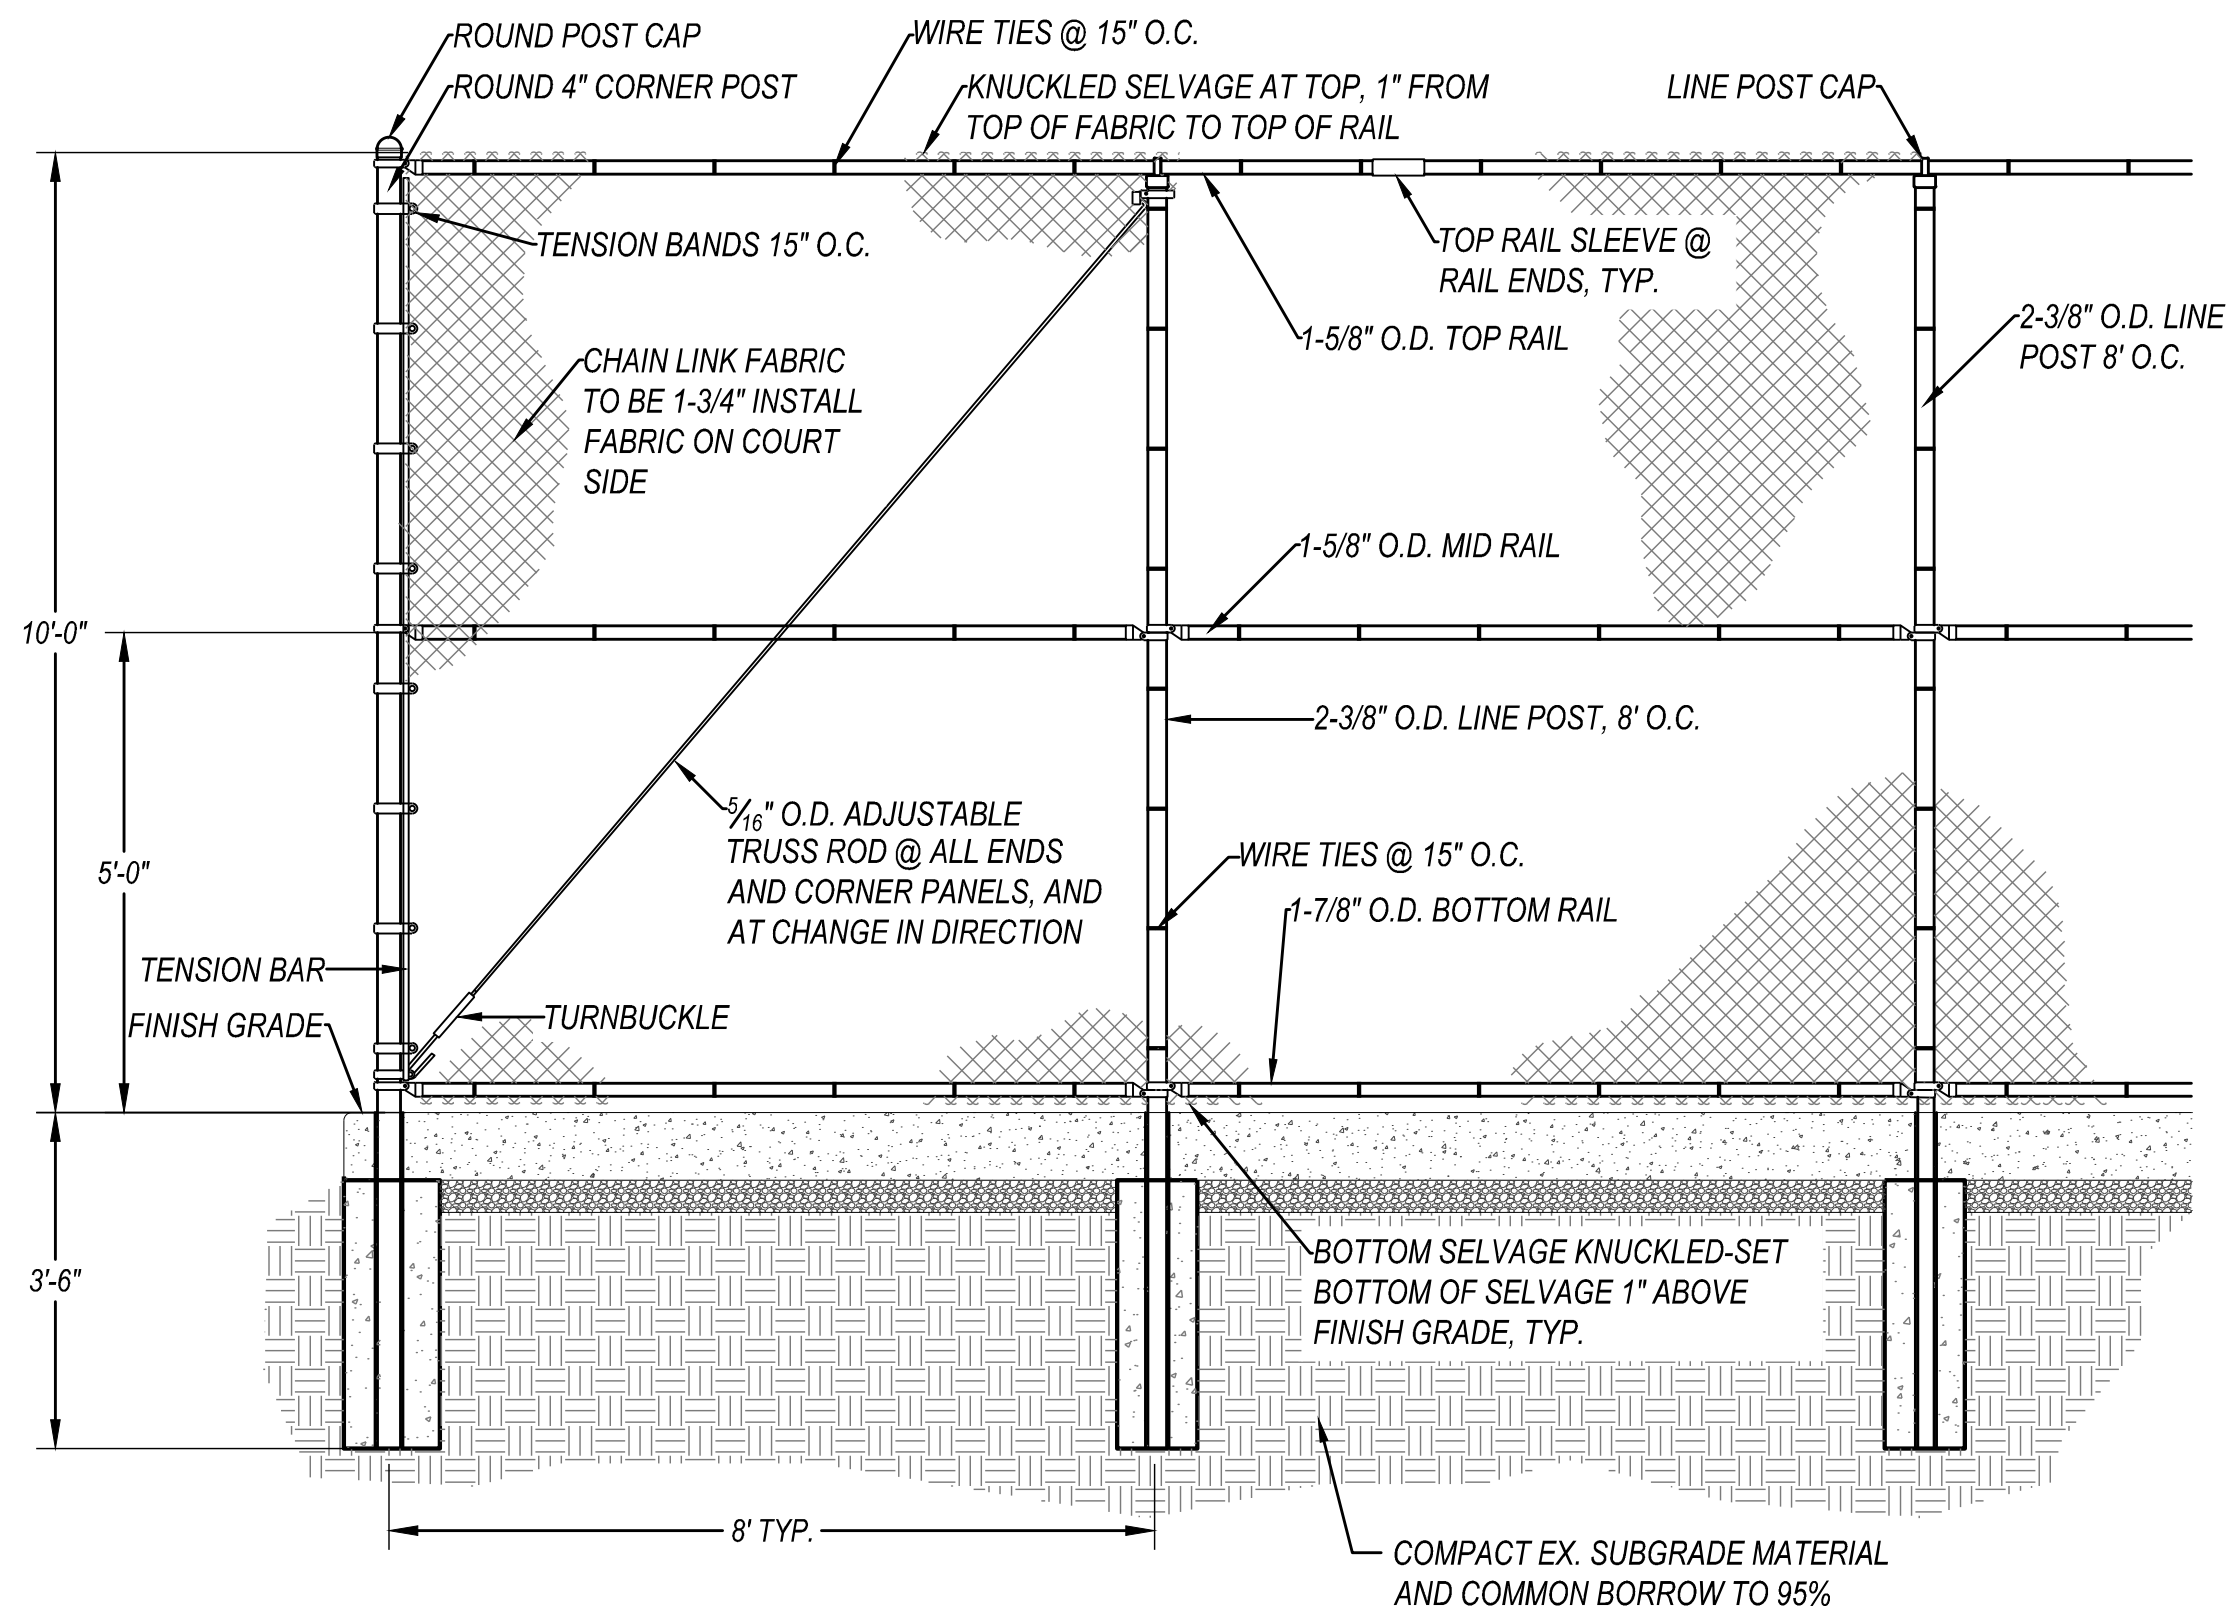 ROUND POST CAP
ROUND 4" CORNER POST
WIRE TIES @ 15" O.C.
KNUCKLED SELVAGE AT TOP, 1" FROM
TOP OF FABRIC TO TOP OF RAIL
LINE POST CAP
TENSION BANDS 15" O.C.
TOP RAIL SLEEVE @
RAIL ENDS, TYP.
1-5/8" O.D. TOP RAIL
2-3/8" O.D. LINE
POST 8' O.C.
CHAIN LINK FABRIC
TO BE 1-3/4" INSTALL
FABRIC ON COURT
SIDE
1-5/8" O.D. MID RAIL
10'-0"
2-3/8" O.D. LINE POST, 8' O.C.
5/16" O.D. ADJUSTABLE
TRUSS ROD @ ALL ENDS
AND CORNER PANELS, AND
AT CHANGE IN DIRECTION
WIRE TIES @ 15" O.C.
5'-0"
1-7/8" O.D. BOTTOM RAIL
TENSION BAR
TURNBUCKLE
FINISH GRADE
BOTTOM SELVAGE KNUCKLED-SET
BOTTOM OF SELVAGE 1" ABOVE
FINISH GRADE, TYP.
3'-6"
8' TYP.
COMPACT EX. SUBGRADE MATERIAL
AND COMMON BORROW TO 95%